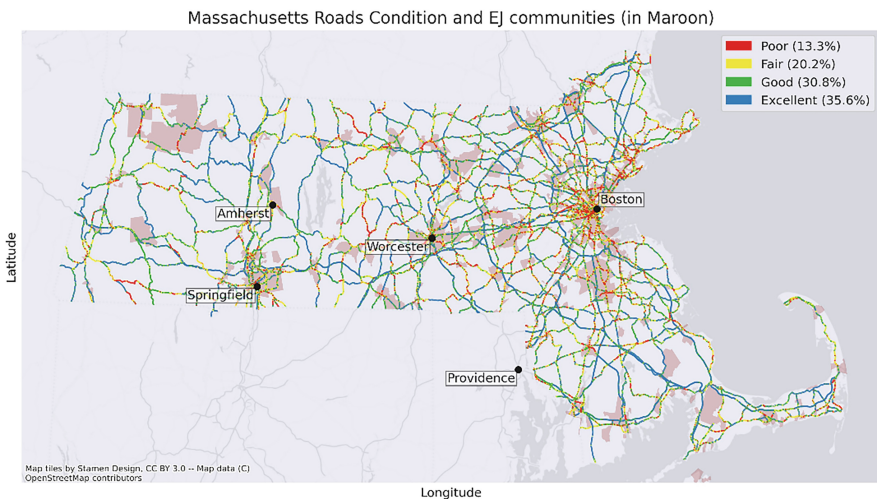 Massachusetts Roads Condition and EJ communities (in Maroon)
Poor (13.3%)
Fair (20.2%)
Good (30.8%)
Excellent (35.6%)
Boston
Amherst
Worcester
Springfield
Providence
Latitude
Map tiles by Stamen Design, CC BY 3.0 -- Map data (C)
OpenStreetMap contributors
Longitude